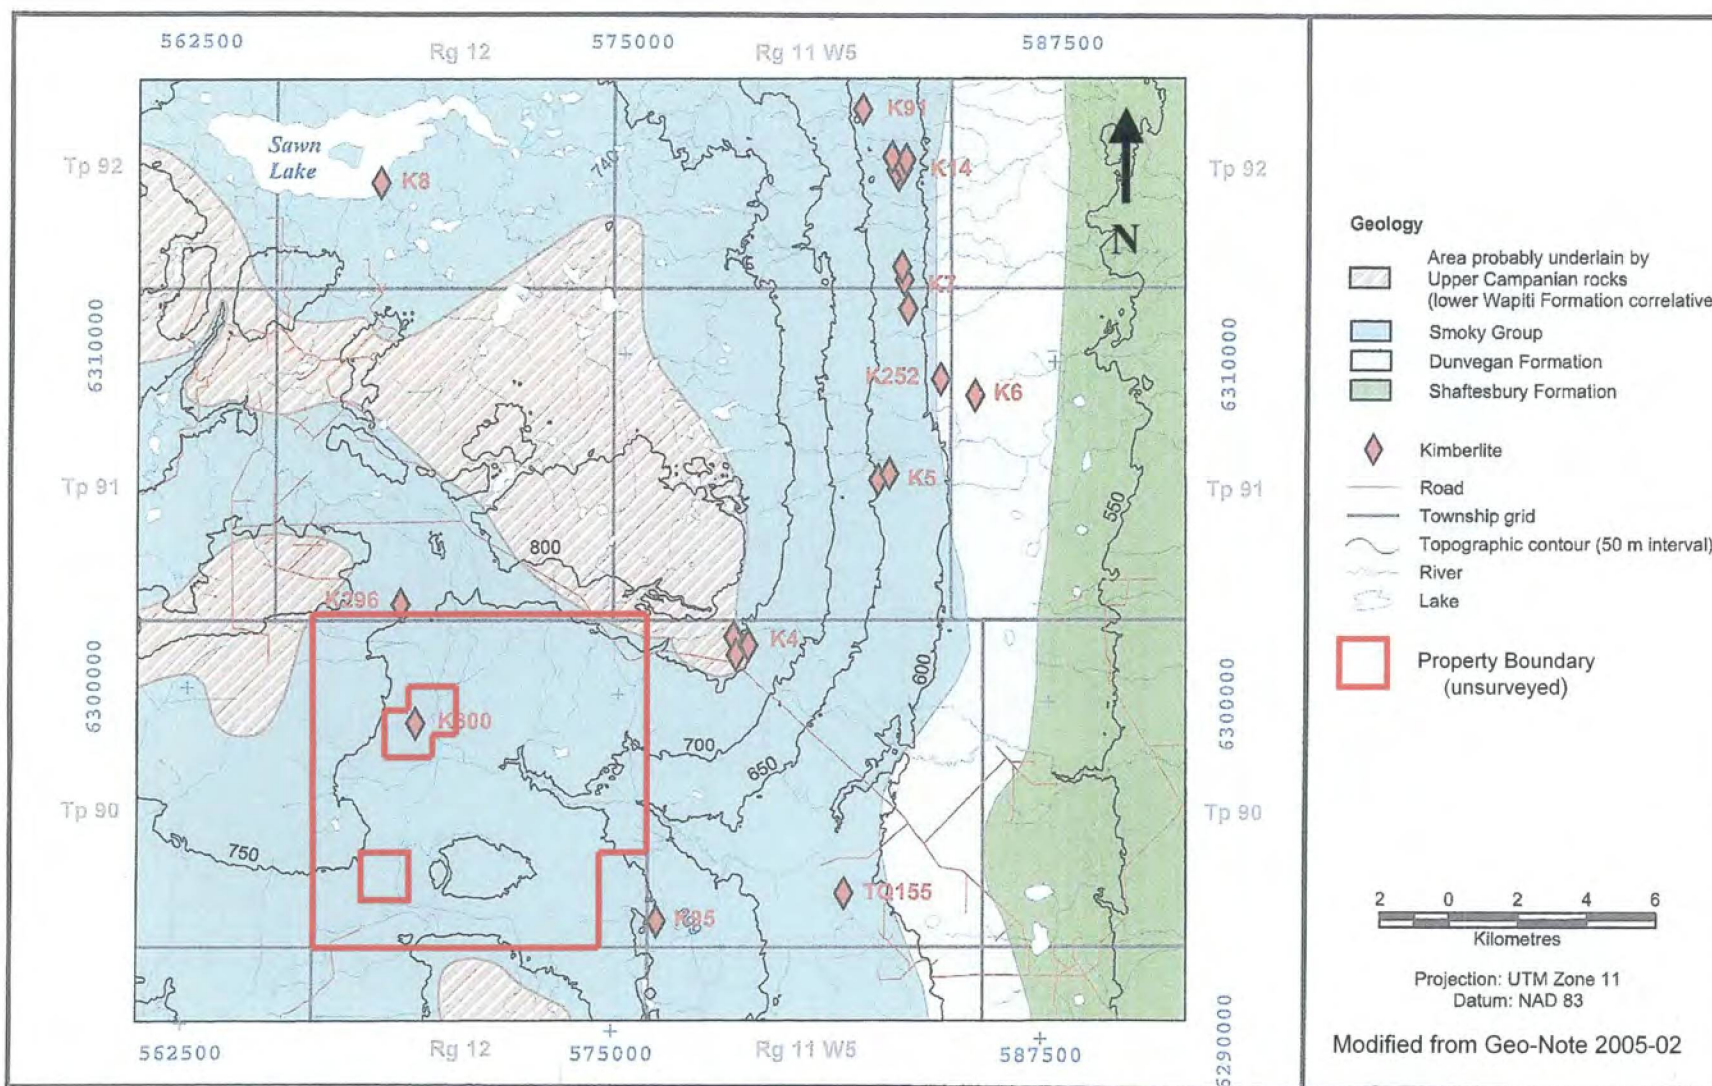 562500
Rg 12
575000
Rg 11 W5
587500
Sawn
Lake
Tp 92
Tp 92
K91
K14
K8
740
N
K7
6310000
6310000
K252
K6
Tp 91
Tp 91
K5
550
800
K296
K4
600
6300000
6300000
K300
700
650
Tp 90
Tp 90
750
TQ155
K95
6290000
562500
Rg 12
575000
Rg 11 W5
587500
Geology
Area probably underlain by
Upper Campanian rocks
(lower Wapiti Formation correlative
Smoky Group
Dunvegan Formation
Shaftesbury Formation
Kimberlite
Road
Township grid
Topographic contour (50 m interval)
River
Lake
Property Boundary
(unsurveyed)
2 0 2 4 6
Kilometres
Projection: UTM Zone 11
Datum: NAD 83
Modified from Geo-Note 2005-02